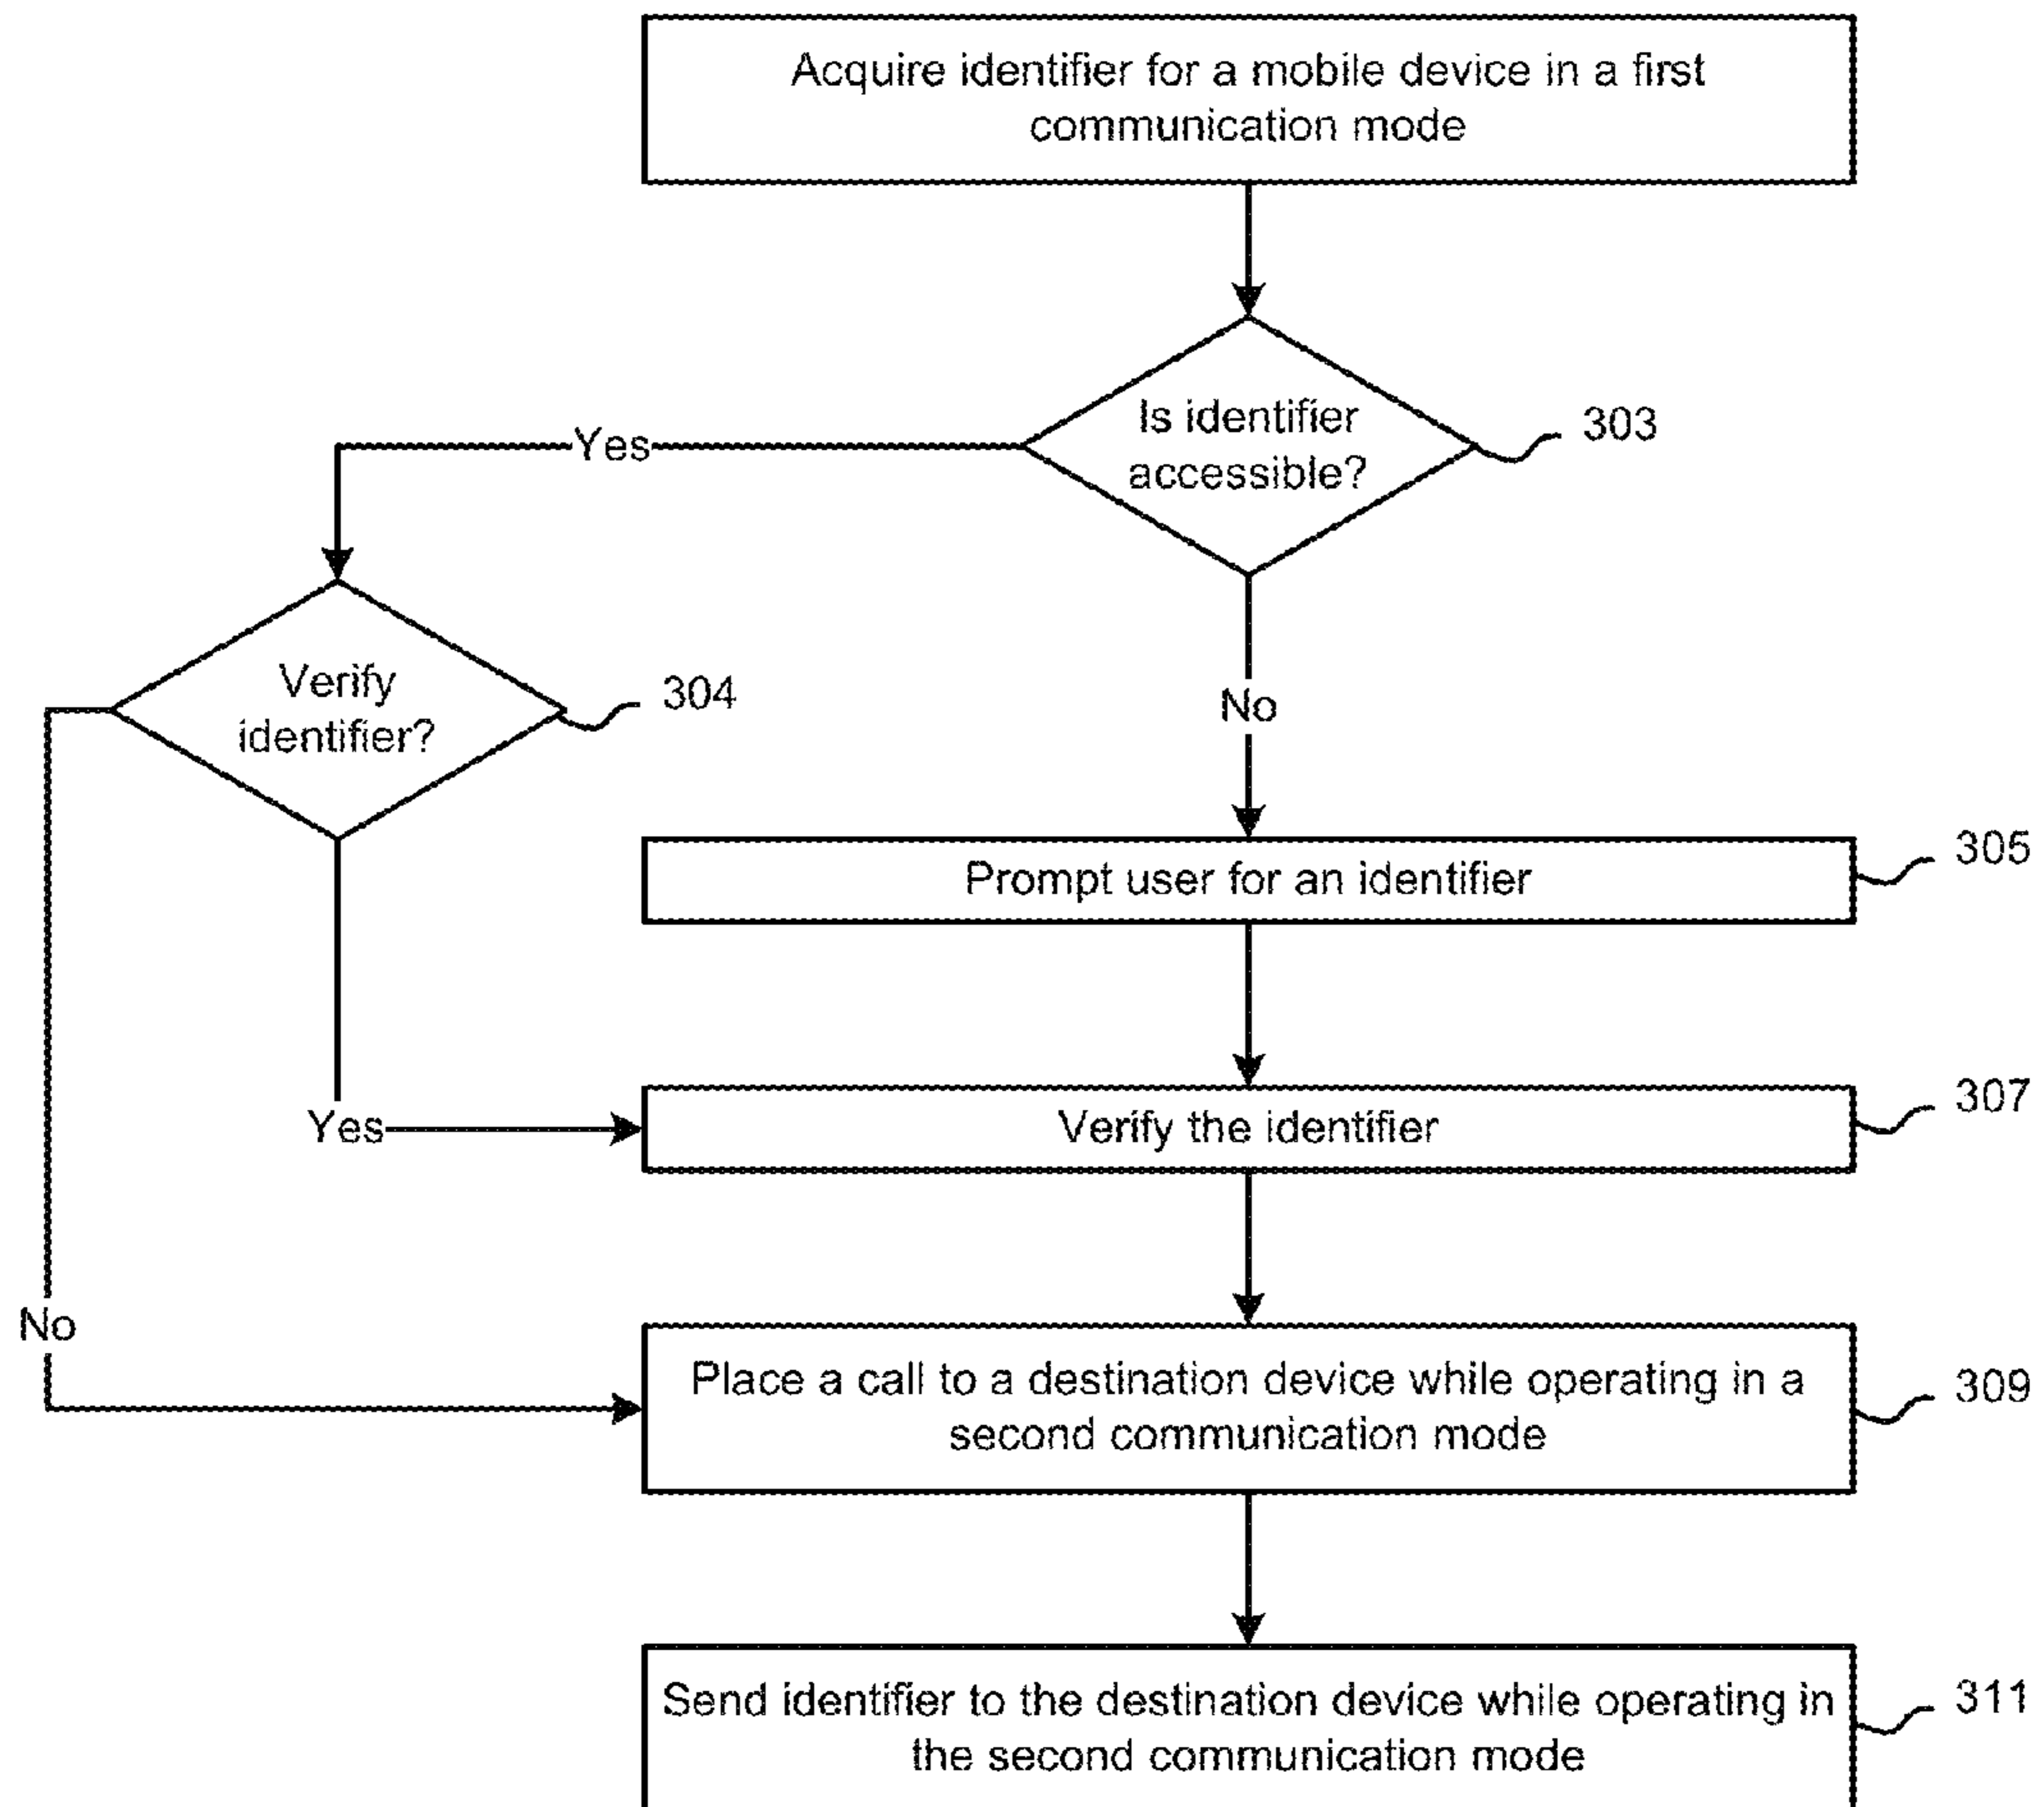 Acquire identifier for a mobile device in a first
communication mode
Is identifier
accessible?
303
Yes
Verify
identifier?
304
No
Prompt user for an identifier
305
Yes
Verify the identifier
307
No
Place a call to a destination device while operating in a
second communication mode
309
Send identifier to the destination device while operating in
the second communication mode
311